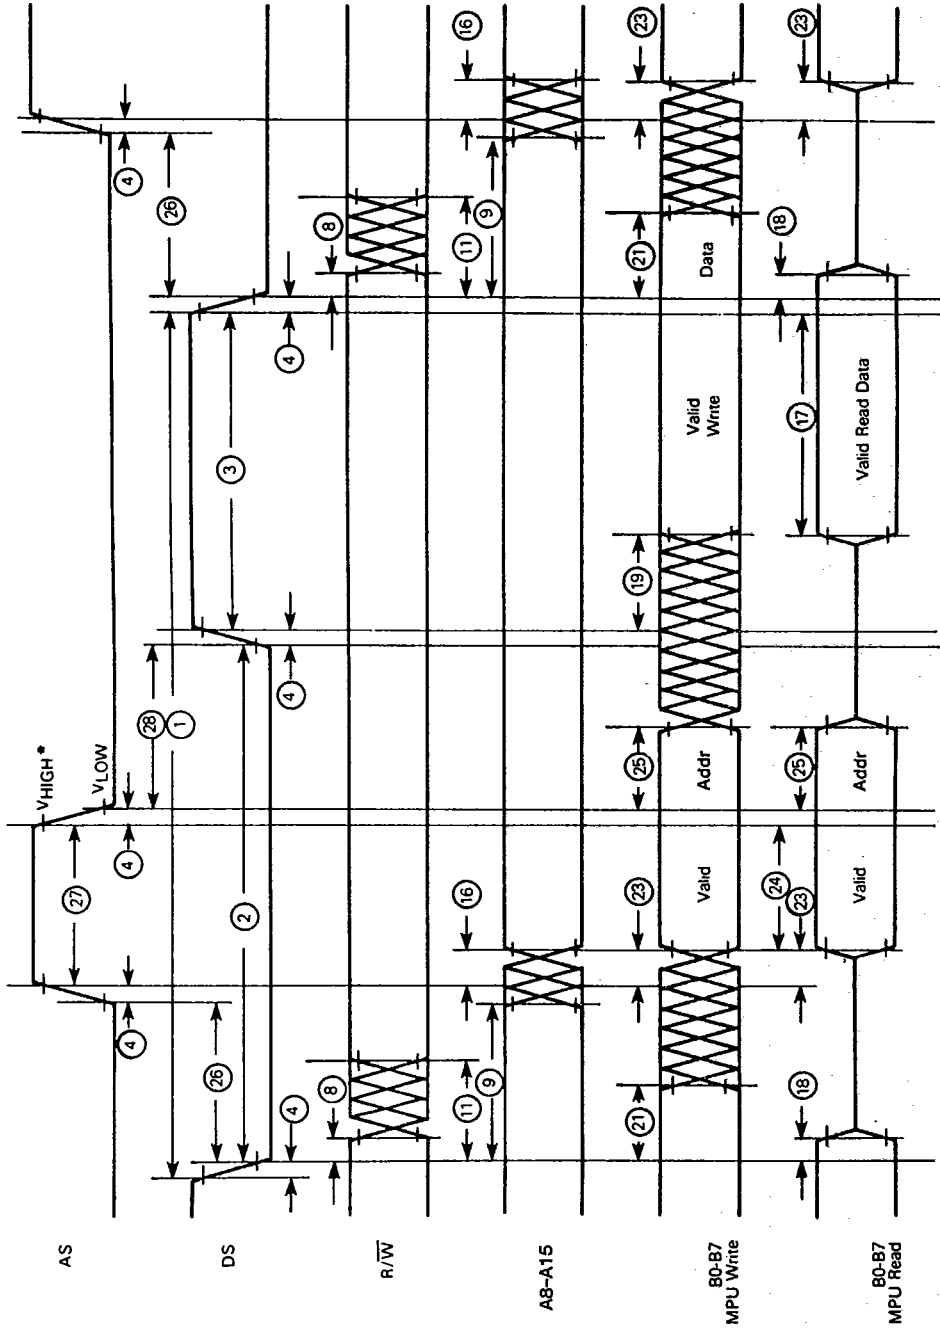 VHIGH*
AS
27
VLOW
4 4 4
28
1 26
26
DS 3
2
4 4 4
8 8
R/W̅
11 16 11 16
9 9
A8–A15
21 23 25 19 21 23
B0-B7 Valid Addr Valid Data
MPU Write Write
24 18
18 23 25 17 23
Valid Addr Valid Read Data
B0-B7
MPU Read